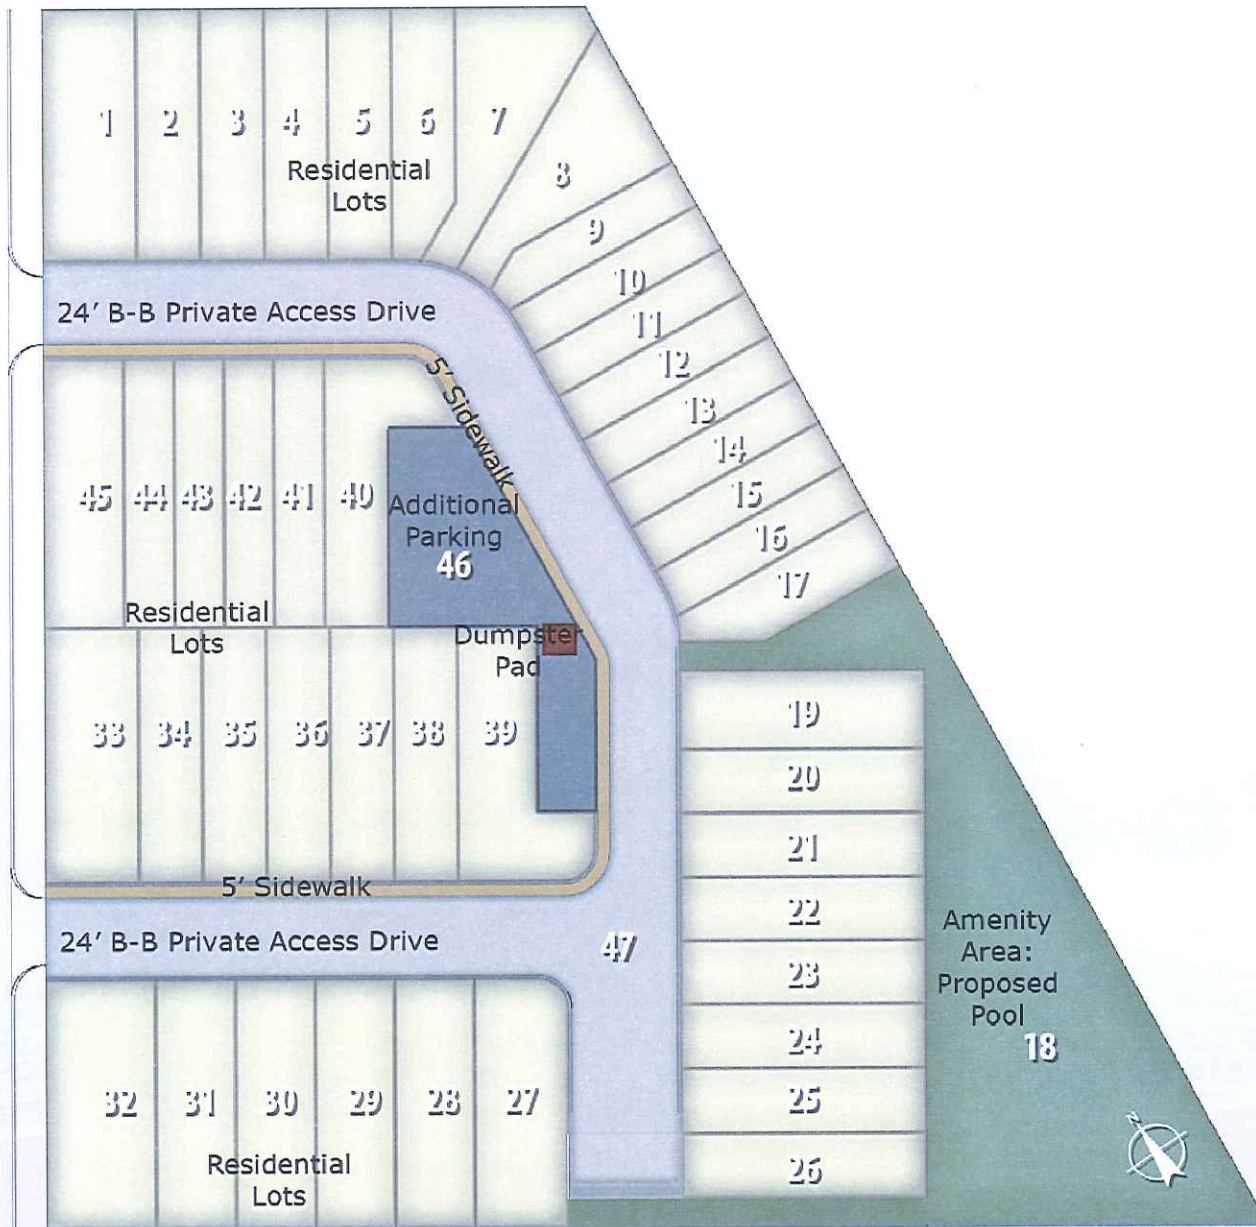 1 2 3 4 5 6 7
Residential
Lots
8
9
10
11
12
13
14
15
16
17
24' B-B Private Access Drive
5' Sidewalk
45 44 43 42 41 40
Additional
Parking
46
Residential
Lots
Dumpster
Pad
33 34 35 36 37 38 39
5' Sidewalk
24' B-B Private Access Drive
47
19
20
21
22
23
24
25
26
Amenity
Area:
Proposed
Pool
18
32 31 30 29 28 27
Residential
Lots
N